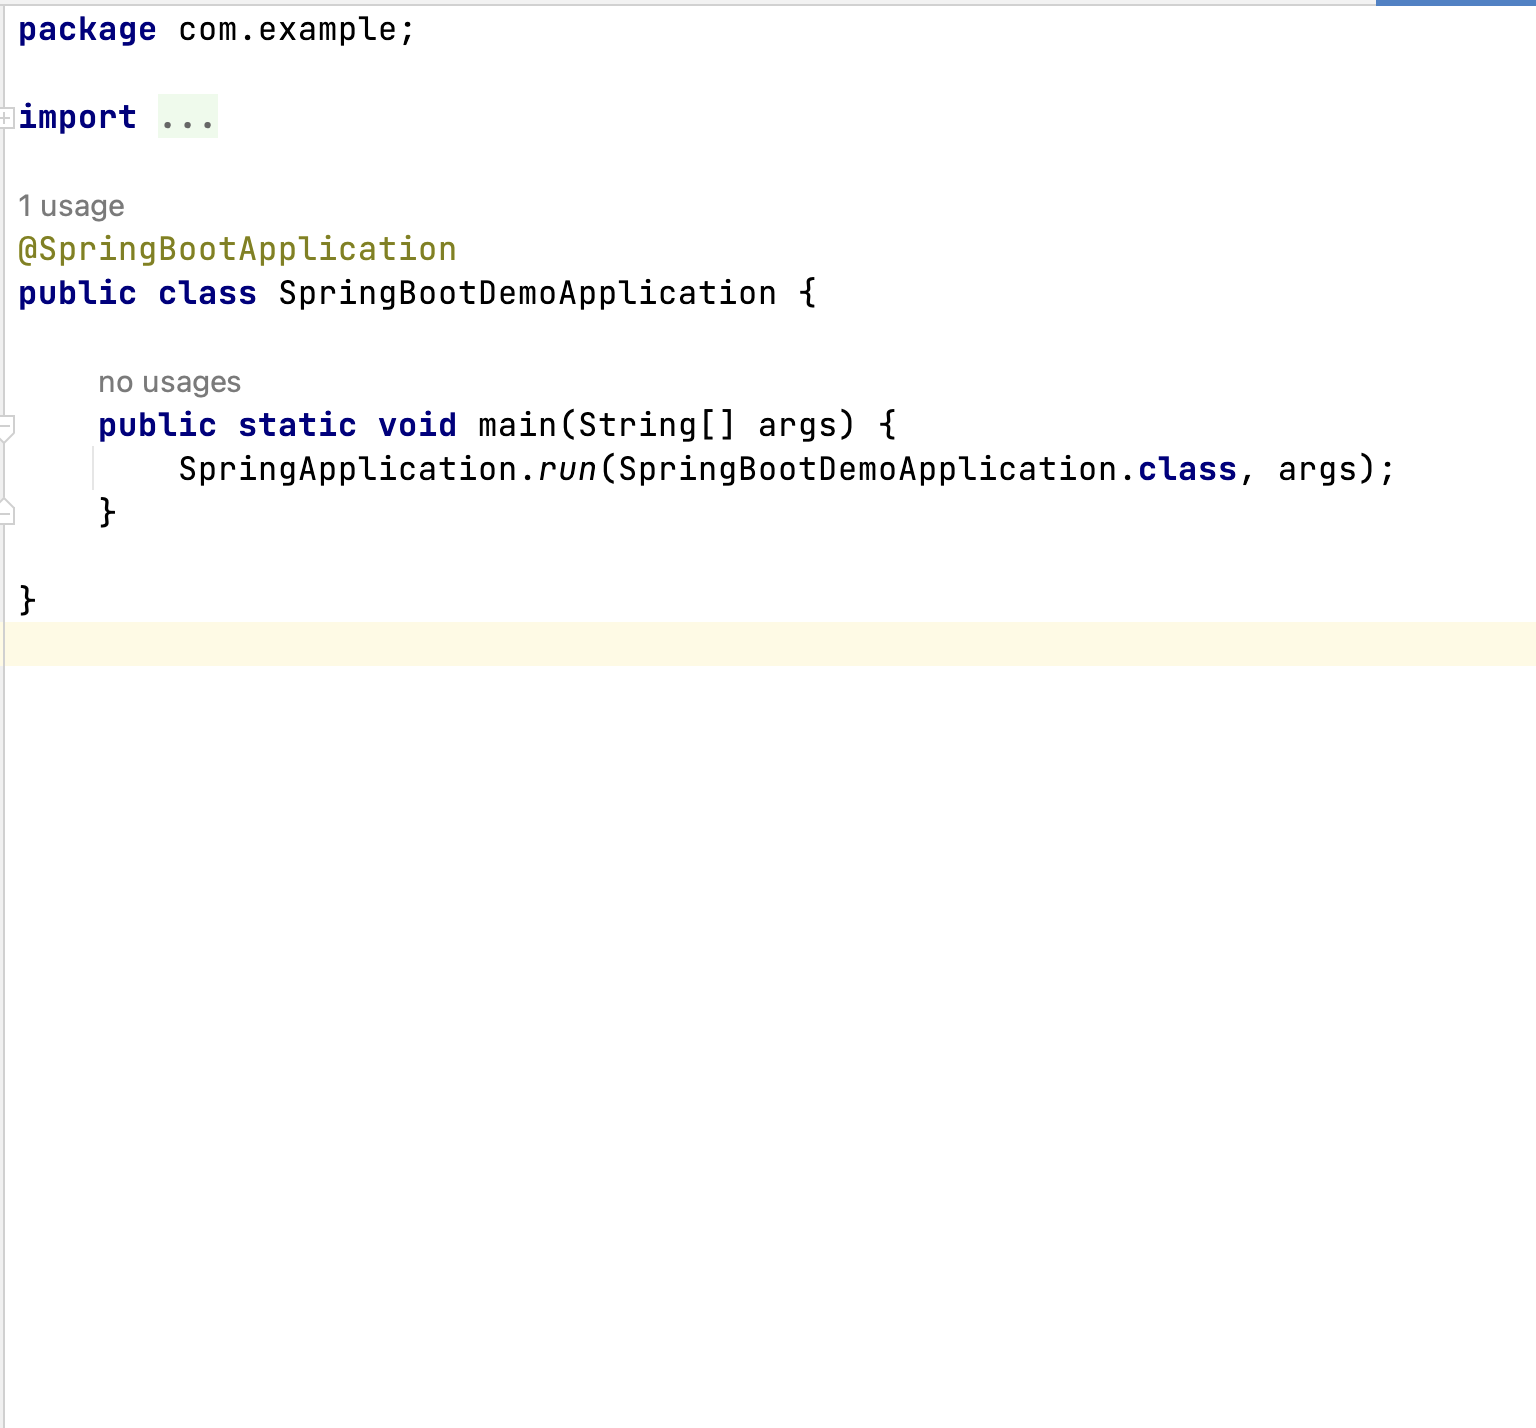 package com.example;
import ...
1 usage
@SpringBootApplication
public class SpringBootDemoApplication {
no usages
public static void main(String[] args) {
SpringApplication.run(SpringBootDemoApplication.class, args);
}
}